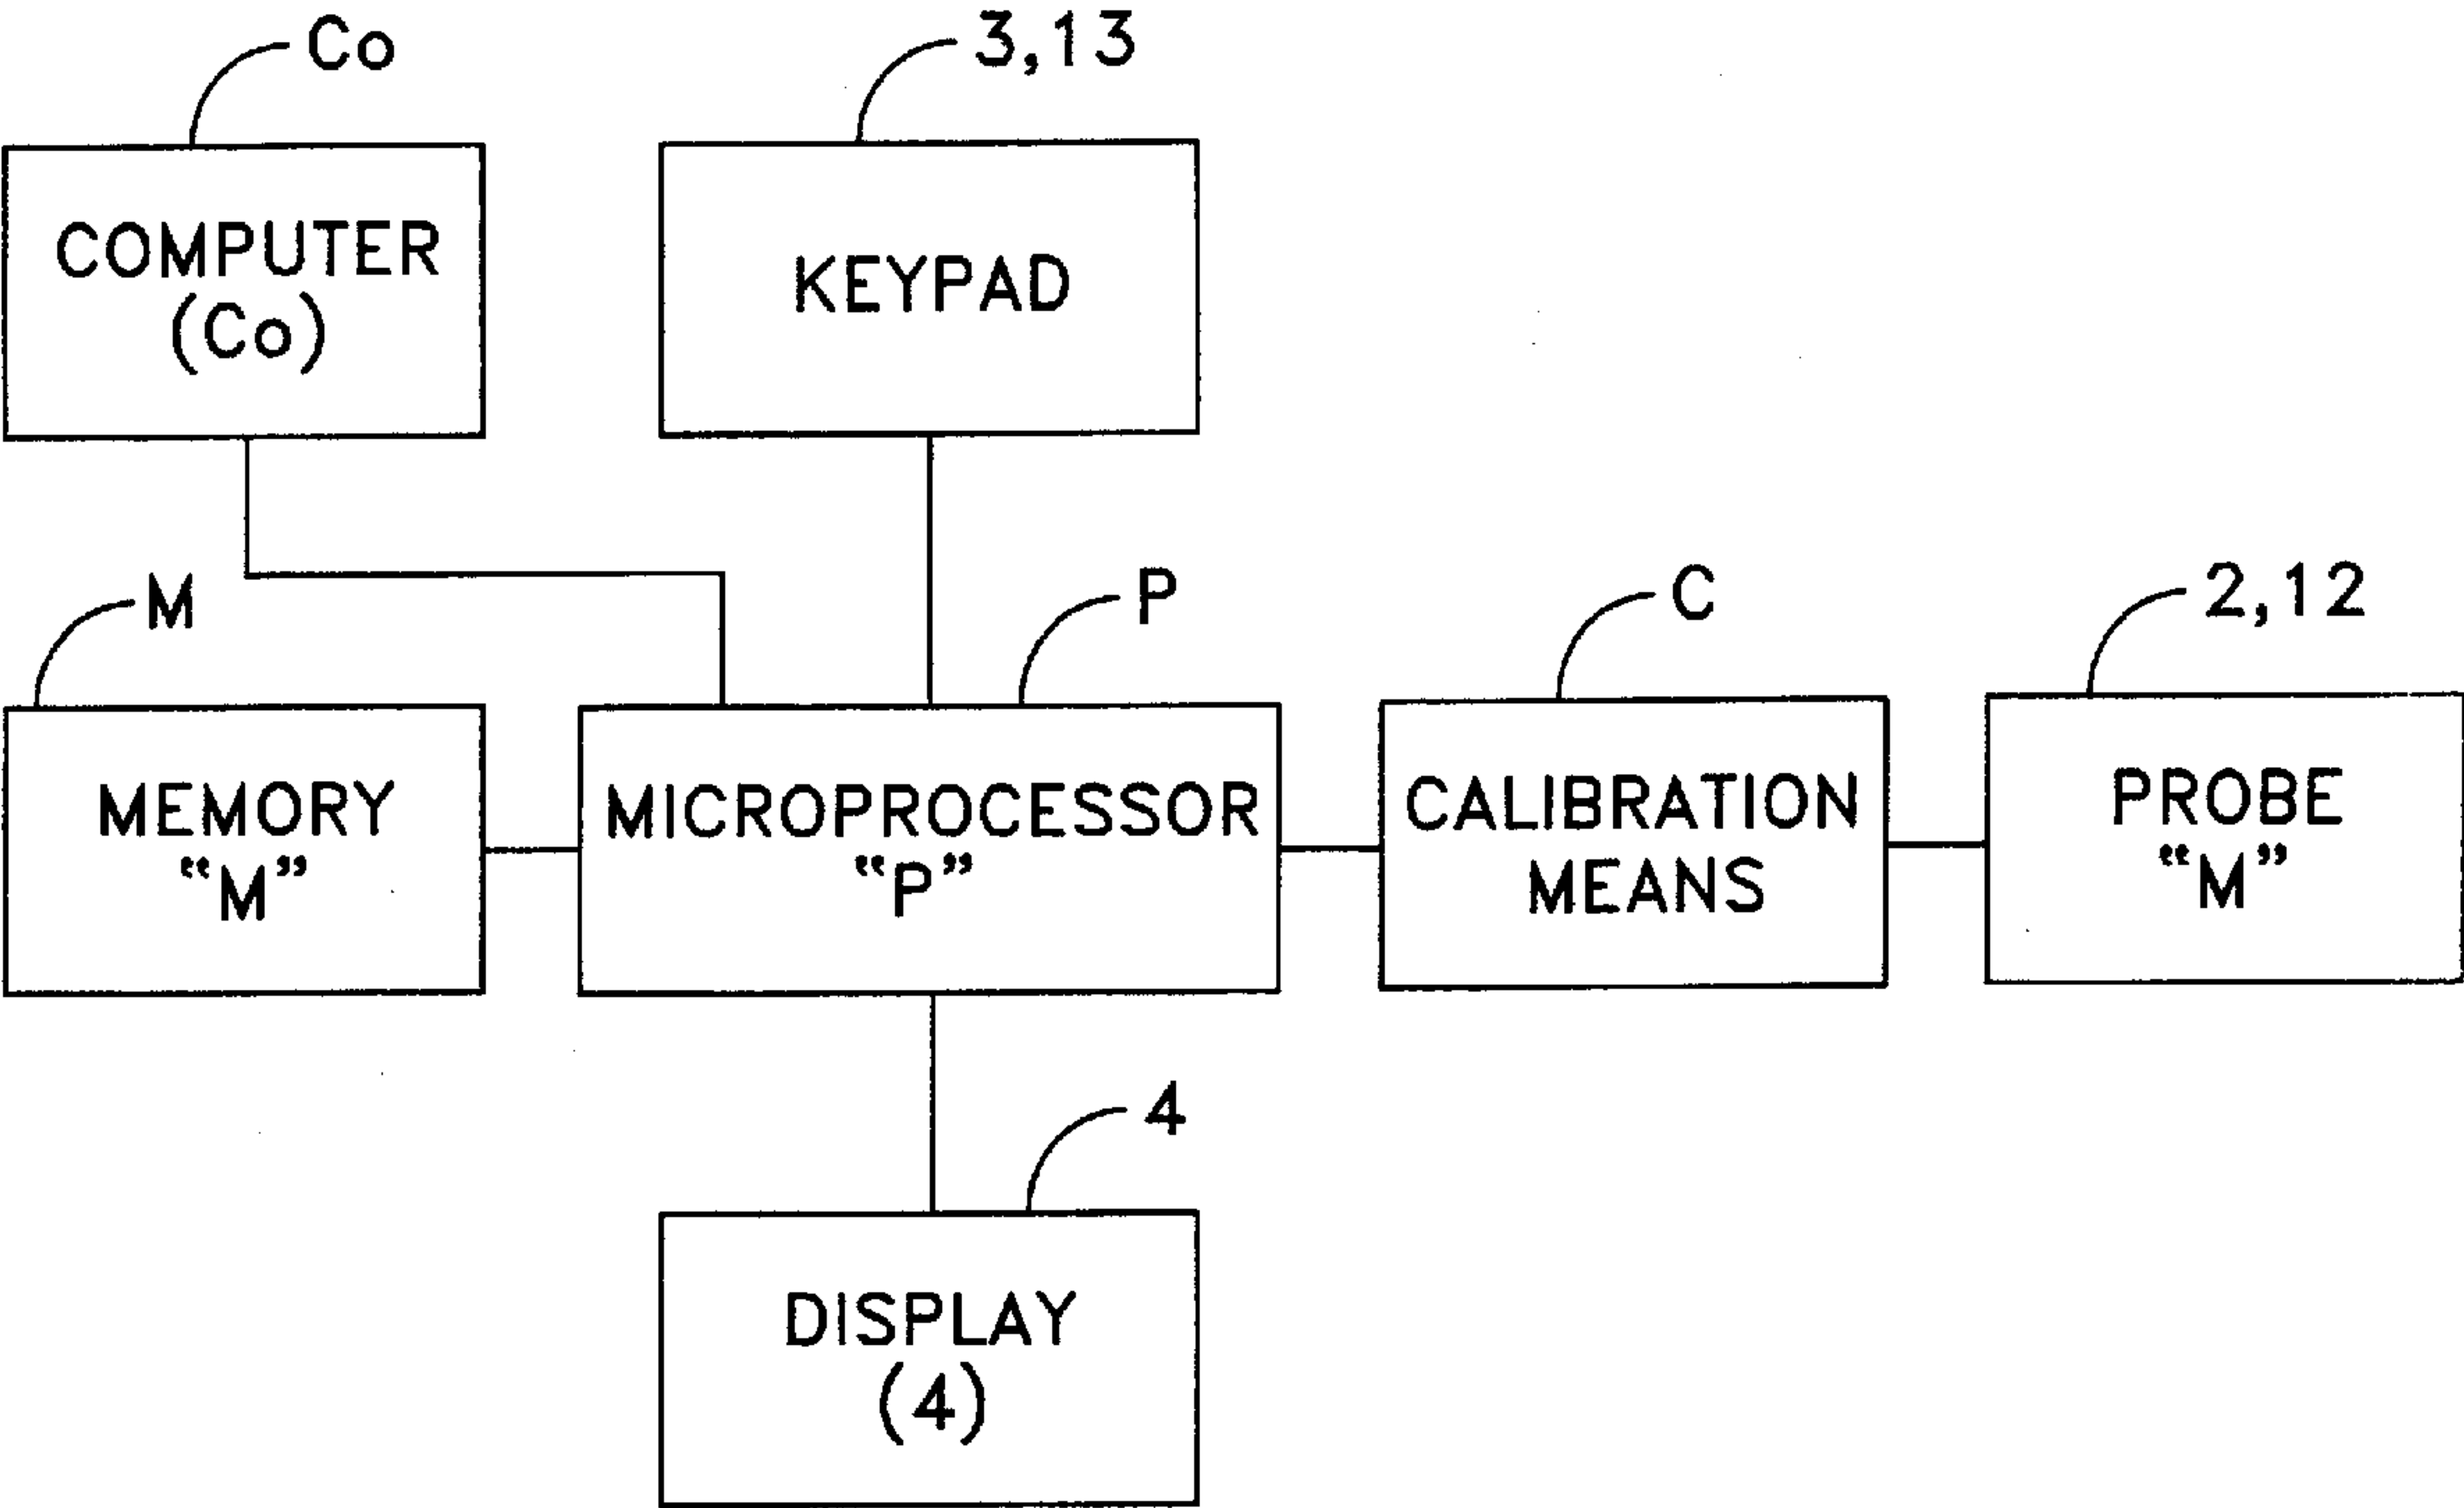 Co
3,13
COMPUTER
(Co)
KEYPAD
M
P
C
2,12
MEMORY
“M”
MICROPROCESSOR
“P”
CALIBRATION
MEANS
PROBE
“M”
4
DISPLAY
(4)